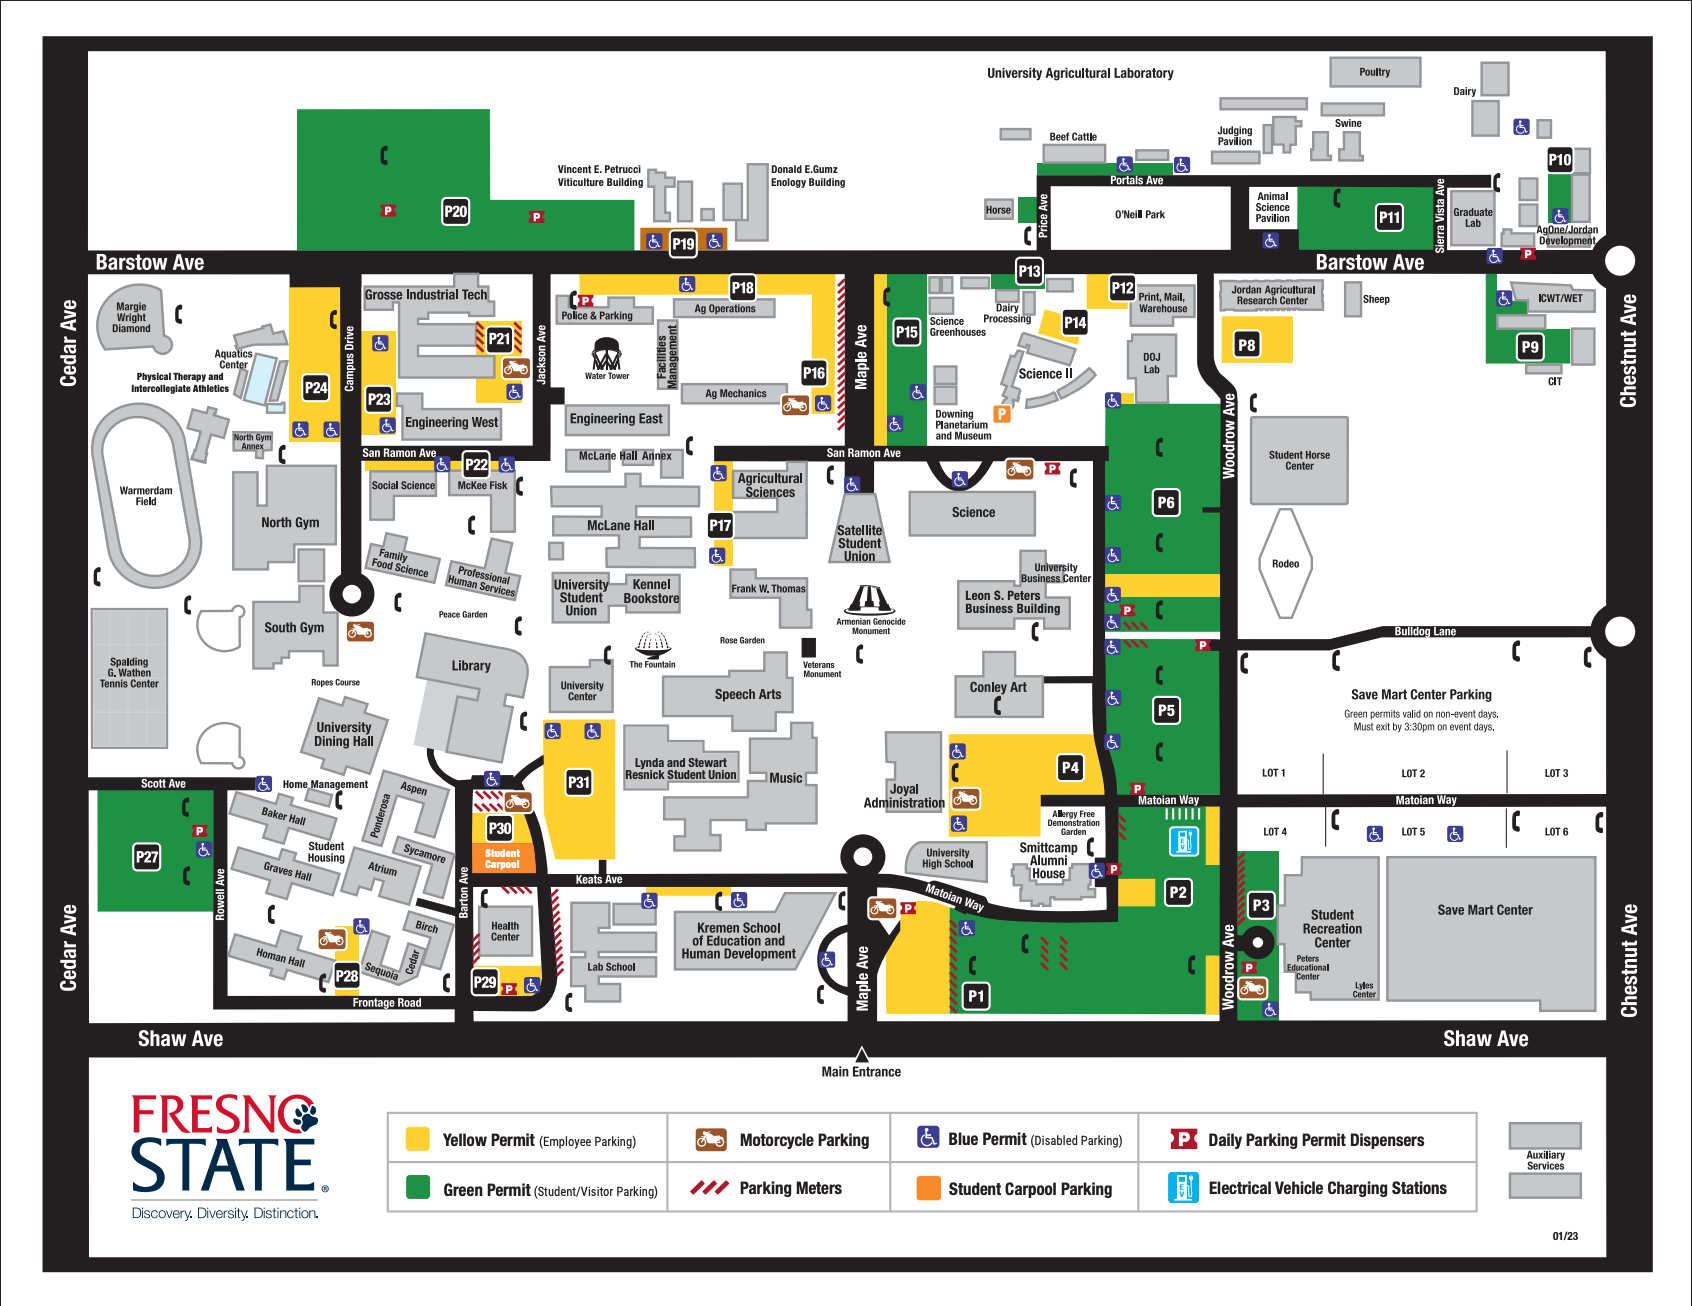 University Agricultural Laboratory
Poultry
Dairy
Swine
Judging
Pavilion
Beef Cattle
P10
Portals Ave
Vincent E. Petrucci
Viticulture Building
Donald E.Gumz
Enology Building
P20
P
P
P19
Horse
Price Ave
O'Neill Park
Animal
Science
Pavilion
P11
Sierra Vista Ave
Graduate
Lab
AgOne/Jordan
Development
P
Barstow Ave
Barstow Ave
Cedar Ave
Chestnut Ave
Margie
Wright
Diamond
Aquatics
Center
Physical Therapy and
Intercollegiate Athletics
P24
Campus Drive
Grosse Industrial Tech
P21
P23
Engineering West
Jackson Ave
P
Police & Parking
P18
Ag Operations
Water Tower
Facilities
Management
Ag Mechanics
P16
Engineering East
Maple Ave
P15
Science
Greenhouses
Dairy
Processing
P13
P12
Print, Mail,
Warehouse
P14
Science II
DOJ
Lab
Downing
Planetarium
and Museum
P
Jordan Agricultural
Research Center
Sheep
P8
ICWT/WET
P9
CIT
Woodrow Ave
Warmerdam
Field
North Gym
Annex
North Gym
San Ramon Ave
P22
Social Science
McKee Fisk
McLane Hall Annex
McLane Hall
San Ramon Ave
Agricultural
Sciences
P17
Satellite
Student
Union
P
Science
P6
Student Horse
Center
Rodeo
Family
Food Science
Professional
Human Services
University
Student
Union
Kennel
Bookstore
Frank W. Thomas
University
Business Center
Leon S. Peters
Business Building
Armenian Genocide
Monument
P
Peace Garden
South Gym
Spalding
G. Wathen
Tennis Center
Library
The Fountain
Rose Garden
Veterans
Monument
P
Bulldog Lane
Ropes Course
University
Dining Hall
University
Center
Speech Arts
Conley Art
P5
Save Mart Center Parking
Green permits valid on non-event days.
Must exit by 3:30pm on event days.
Lynda and Stewart
Resnick Student Union
Music
P31
P4
Joyal
Administration
P
LOT 1
LOT 2
LOT 3
Scott Ave
Home Management
Matoian Way
Matoian Way
Baker Hall
Ponderosa
Aspen
P30
Student
Carpool
Allergy Free
Demonstration
Garden
LOT 4
LOT 5
LOT 6
P27
P
Student
Housing
Sycamore
Graves Hall
Atrium
Rowell Ave
Barton Ave
Keats Ave
University
High School
Smittcamp
Alumni
House
P
Matoian Way
P2
P3
Student
Recreation
Center
Save Mart Center
Birch
Health
Center
Kremen School
of Education and
Human Development
P
Homan Hall
P28
Sequoia
Cedar
P29
P
Lab School
Maple Ave
P1
Woodrow Ave
P
Peters
Educational
Center
Lyles
Center
Frontage Road
Cedar Ave
Chestnut Ave
Shaw Ave
Shaw Ave
Main Entrance
FRESNO
STATE®
Discovery. Diversity. Distinction.
Yellow Permit (Employee Parking)
Motorcycle Parking
Blue Permit (Disabled Parking)
P Daily Parking Permit Dispensers
Green Permit (Student/Visitor Parking)
Parking Meters
Student Carpool Parking
Electrical Vehicle Charging Stations
Auxiliary
Services
01/23